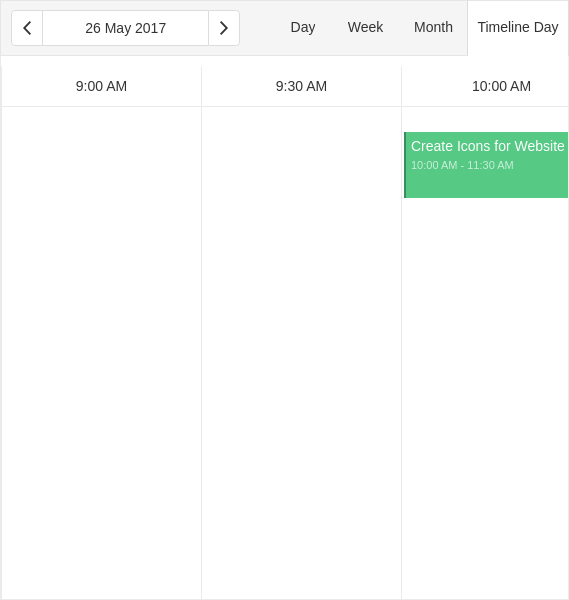 26 May 2017
Day
Week
Month
Timeline Day
9:00 AM
9:30 AM
10:00 AM
Create Icons for Website
10:00 AM - 11:30 AM